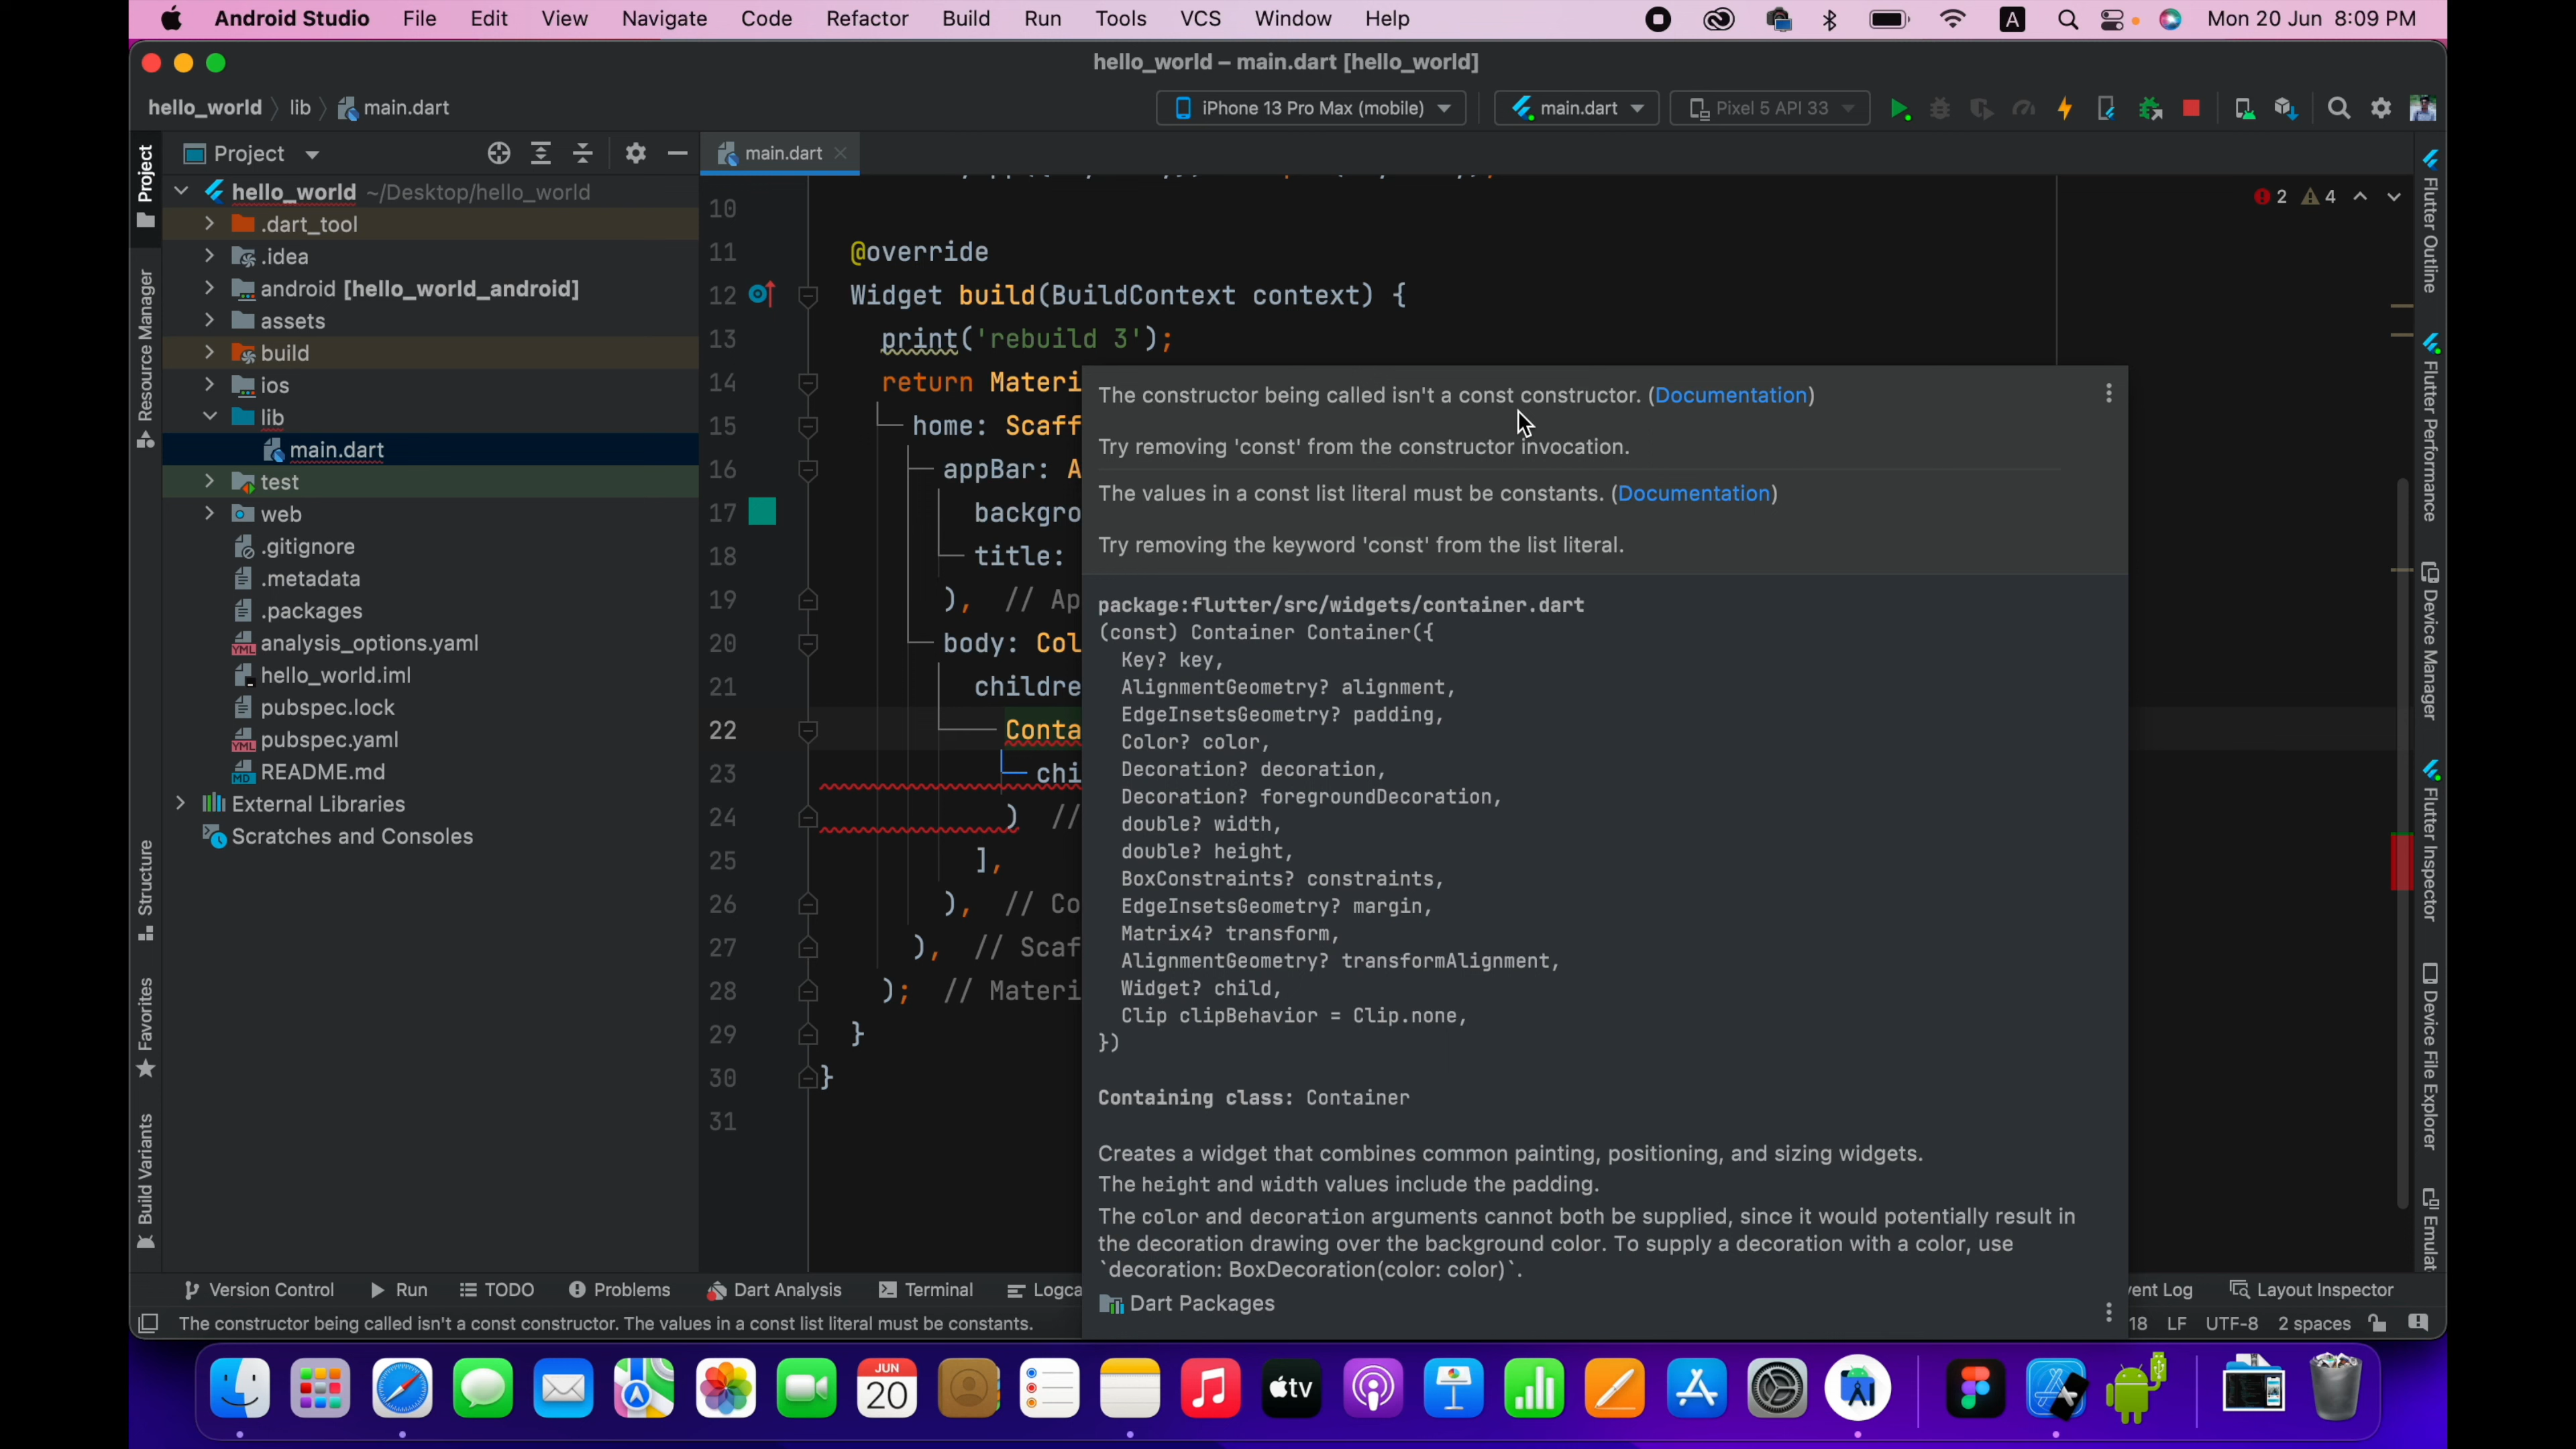 Android Studio File Edit View Navigate Code Refactor Build Run Tools VCS Window Help A Mon 20 Jun 8:09 PM
hello_world – main.dart [hello_world]
hello_world lib main.dart iPhone 13 Pro Max (mobile) main.dart Pixel 5 API 33
Project
main.dart
2 4
hello_world ~/Desktop/hello_world
.dart_tool
.idea
android [hello_world_android]
assets
build
ios
lib
main.dart
test
web
.gitignore
.metadata
.packages
analysis_options.yaml
hello_world.iml
pubspec.lock
pubspec.yaml
README.md
External Libraries
Scratches and Consoles
Project
Resource Manager
Structure
Favorites
Build Variants
10
11 @override
12 Widget build(BuildContext context) {
13 print('rebuild 3');
14 return Materi
15 home: Scaff
16 appBar: A
17 backgro
18 title:
19 ), // Ap
20 body: Col
21 childre
22 Conta
23 chi
24 ) //
25 ],
26 ), // Co
27 ), // Scaf
28 ); // Materi
29 }
30 }
31
The constructor being called isn't a const constructor. (Documentation)
Try removing 'const' from the constructor invocation.
The values in a const list literal must be constants. (Documentation)
Try removing the keyword 'const' from the list literal.
package:flutter/src/widgets/container.dart
(const) Container Container({
Key? key,
AlignmentGeometry? alignment,
EdgeInsetsGeometry? padding,
Color? color,
Decoration? decoration,
Decoration? foregroundDecoration,
double? width,
double? height,
BoxConstraints? constraints,
EdgeInsetsGeometry? margin,
Matrix4? transform,
AlignmentGeometry? transformAlignment,
Widget? child,
Clip clipBehavior = Clip.none,
})
Containing class: Container
Creates a widget that combines common painting, positioning, and sizing widgets.
The height and width values include the padding.
The color and decoration arguments cannot both be supplied, since it would potentially result in
the decoration drawing over the background color. To supply a decoration with a color, use
`decoration: BoxDecoration(color: color)`.
Dart Packages
Flutter Outline
Flutter Performance
Device Manager
Flutter Inspector
Device File Explorer
Emulat
Version Control Run TODO Problems Dart Analysis Terminal Logca vent Log Layout Inspector
The constructor being called isn't a const constructor. The values in a const list literal must be constants. 18 LF UTF-8 2 spaces
JUN
20
tv